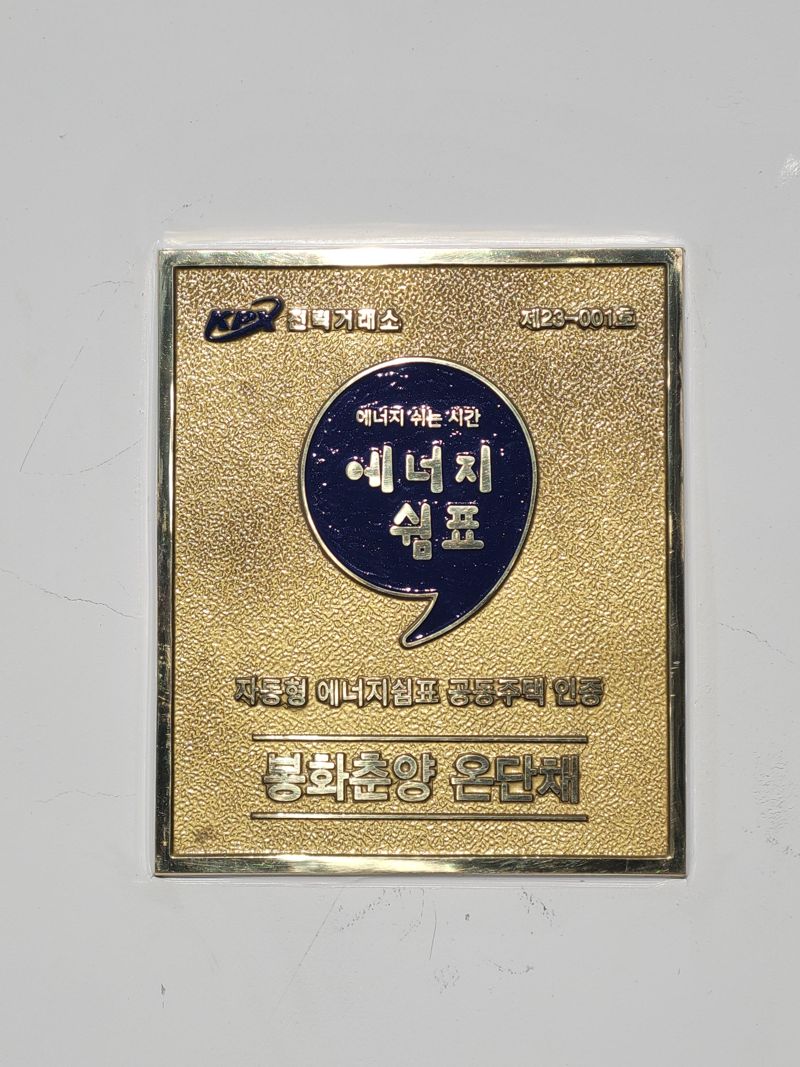 KPX 전력거래소 제23-001호
에너지 쉬는 시간
에너지
쉼표
자동형 에너지쉼표 공동주택 인증
봉화춘양 온단채